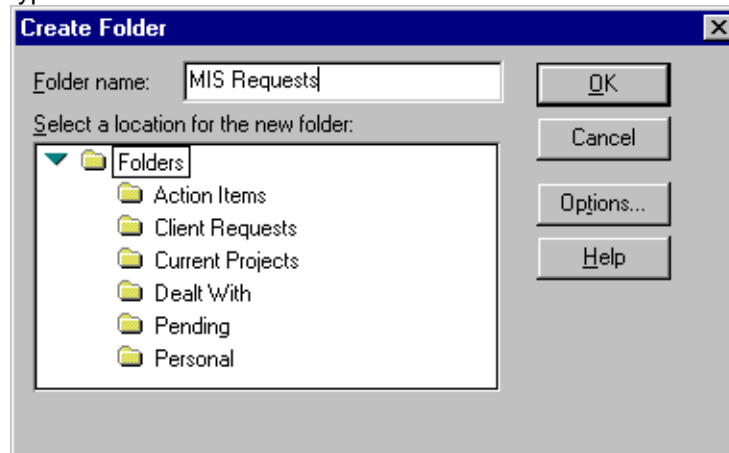 Create Folder
Folder name: MIS Requests OK
Select a location for the new folder:
Cancel
Folders
Action Items
Options...
Client Requests
Current Projects
Help
Dealt With
Pending
Personal